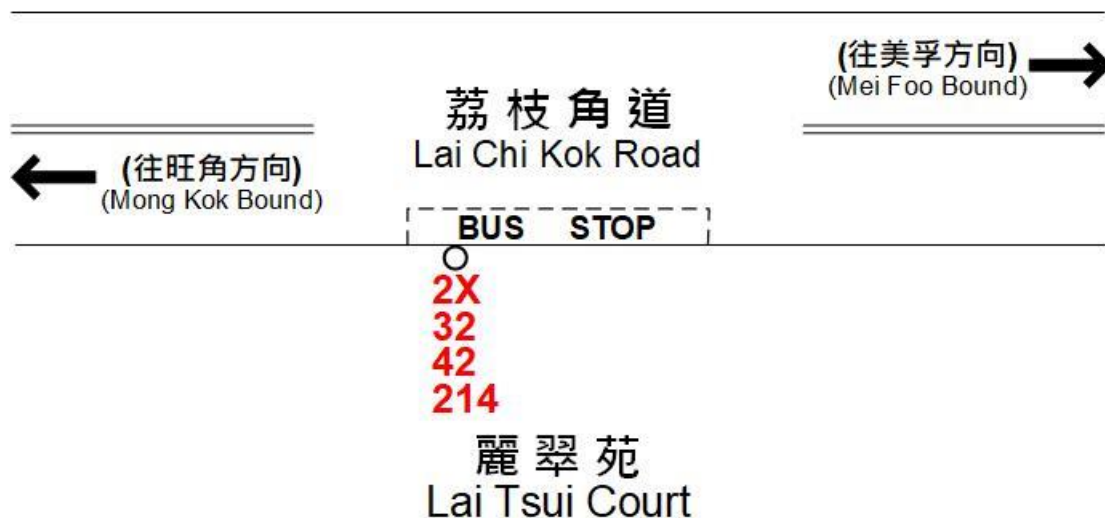 (往美孚方向)
(Mei Foo Bound)
荔枝角道
Lai Chi Kok Road
(往旺角方向)
(Mong Kok Bound)
BUS STOP
2X
32
42
214
麗翠苑
Lai Tsui Court